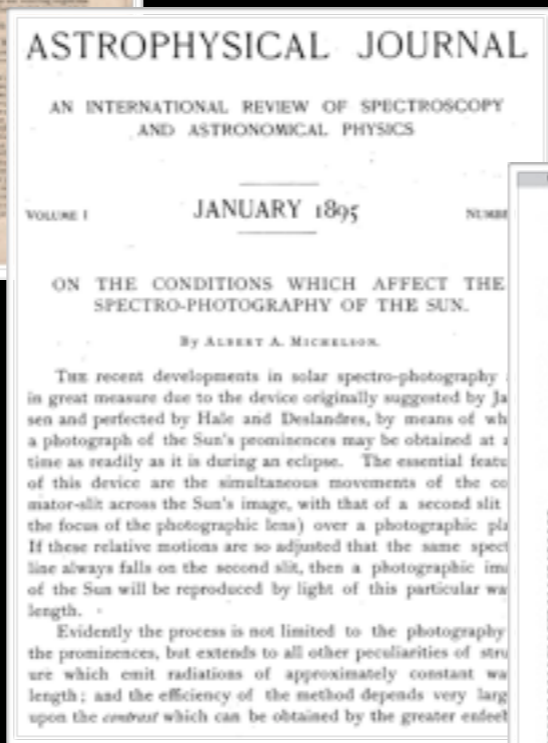 ASTROPHYSICAL JOURNAL
AN INTERNATIONAL REVIEW OF SPECTROSCOPY
AND ASTRONOMICAL PHYSICS
VOLUME I JANUARY 1895
ON THE CONDITIONS WHICH AFFECT THE
SPECTRO-PHOTOGRAPHY OF THE SUN.
By ALBERT A. MICHELSON.
THE recent developments in solar spectro-photography
in great measure due to the device originally suggested by Ja
sen and perfected by Hale and Deslandres, by means of wh
a photograph of the Sun's prominences may be obtained at
time as readily as it is during an eclipse. The essential featu
of this device are the simultaneous movements of the co
mator-slit across the Sun's image, with that of a second slit
the focus of the photographic lens) over a photographic pla
If these relative motions are so adjusted that the same spect
line always falls on the second slit, then a photographic ima
of the Sun will be reproduced by light of this particular wa
length.
Evidently the process is not limited to the photography
the prominences, but extends to all other peculiarities of stru
ure which emit radiations of approximately constant wa
length; and the efficiency of the method depends very larg
upon the contrast which can be obtained by the greater enfeeb